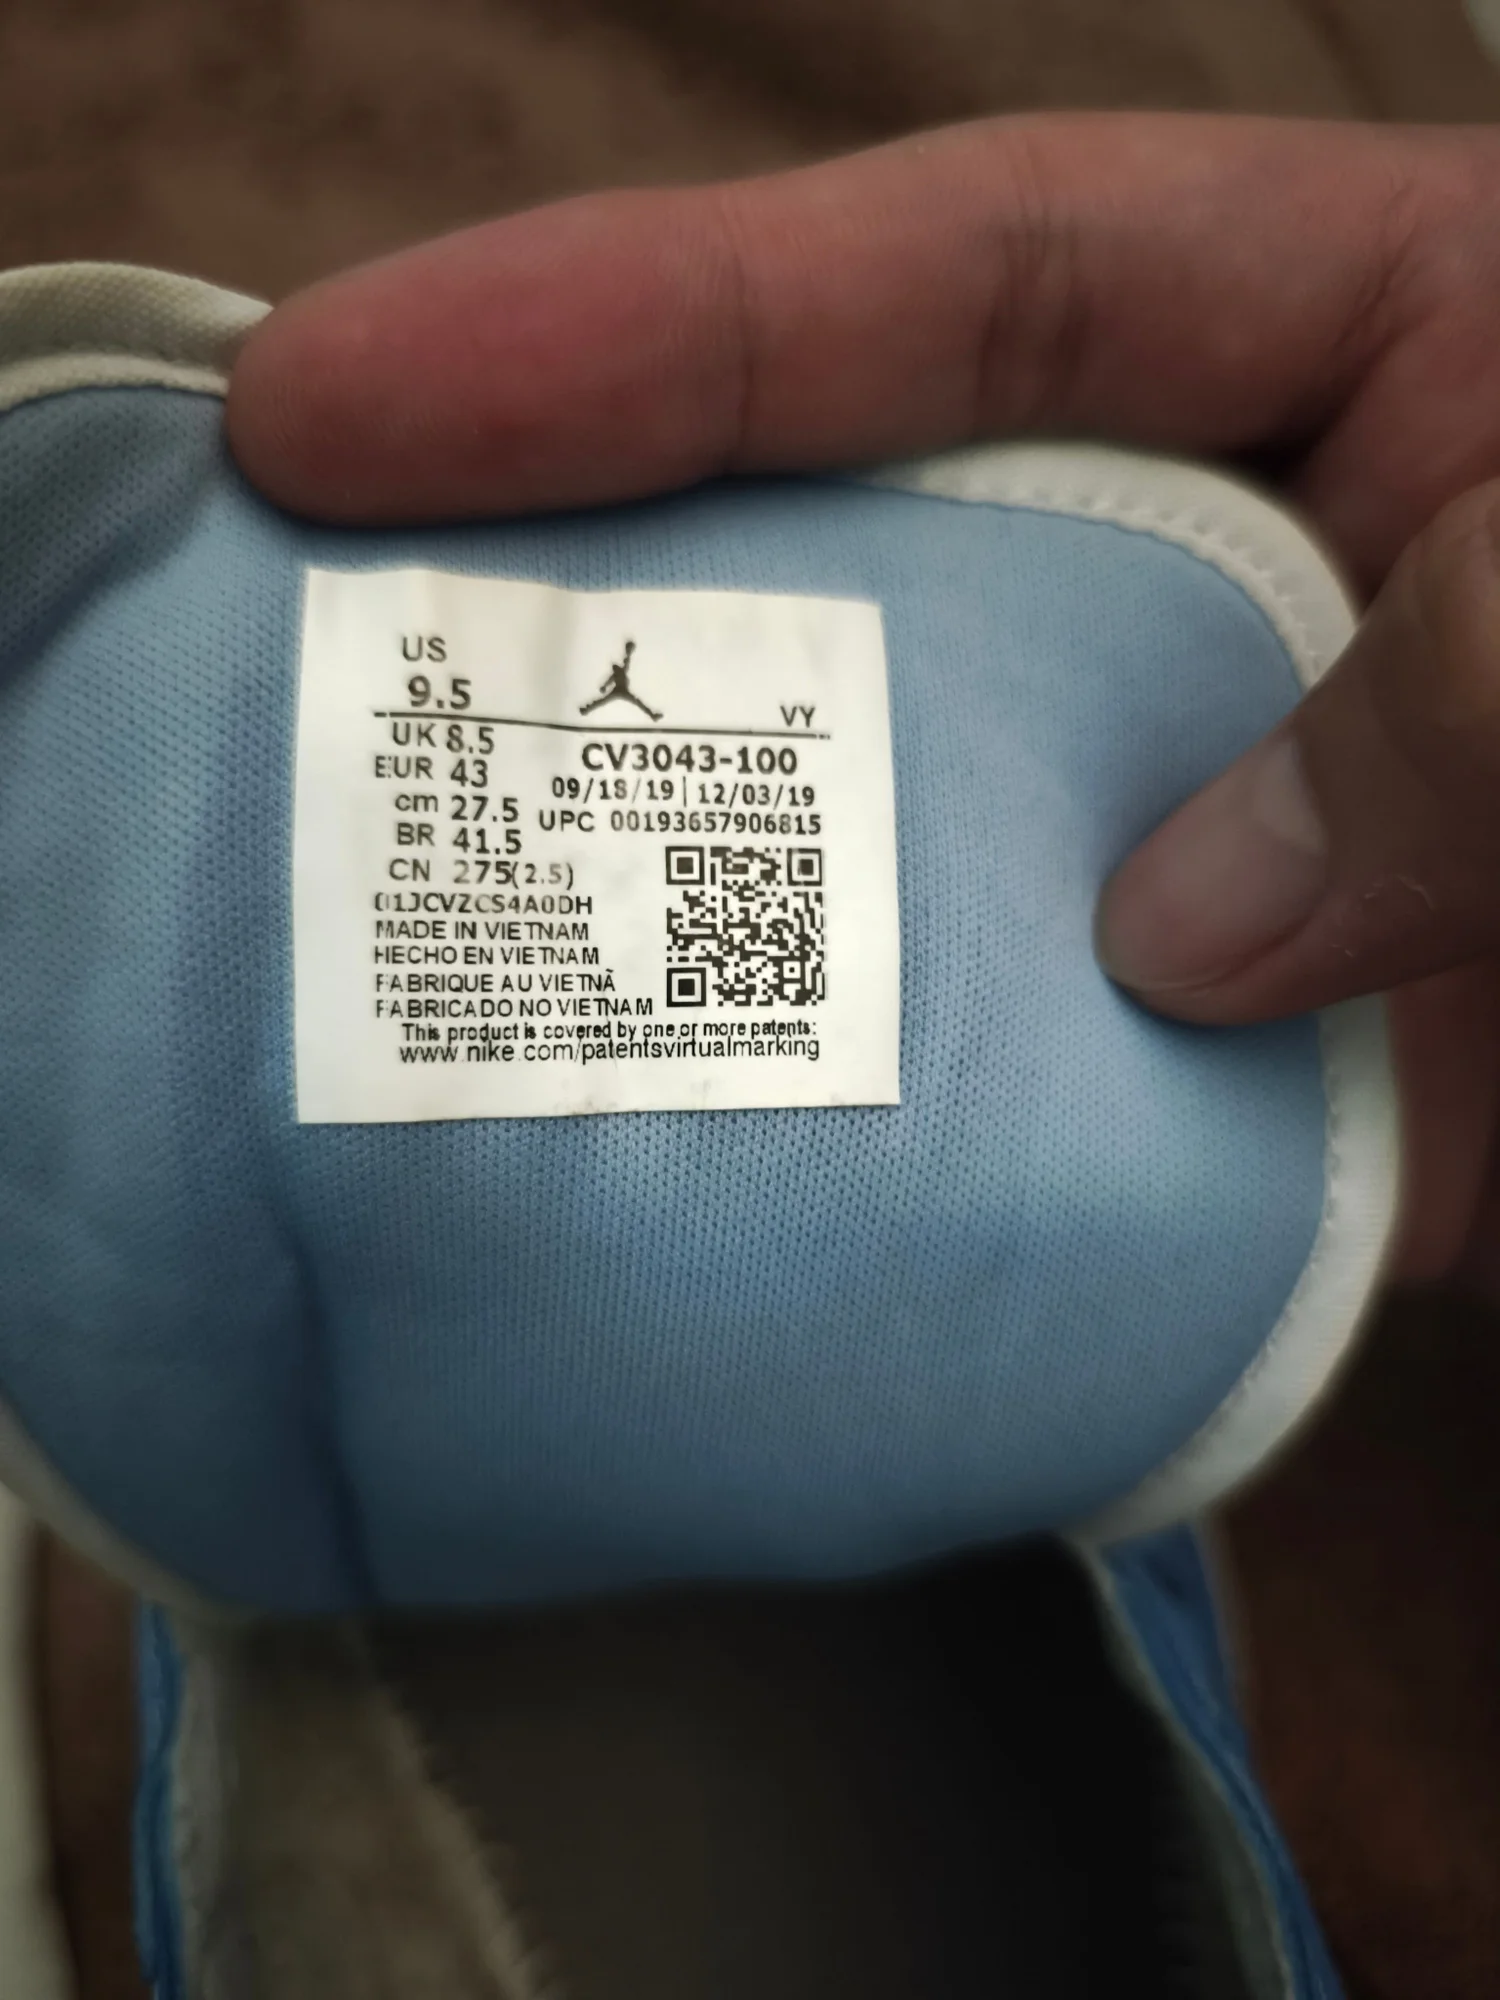 US
9.5
VY
UK 8.5
EUR 43
cm 27.5
BR 41.5
CN 275(2.5)
CV3043-100
09/18/19 | 12/03/19
UPC 00193657906815
01JCVZCS4A0DH
MADE IN VIETNAM
HECHO EN VIETNAM
FABRIQUE AU VIETNÃ
FABRICADO NO VIETNAM
This product is covered by one or more patents:
www.nike.com/patentsvirtualmarking